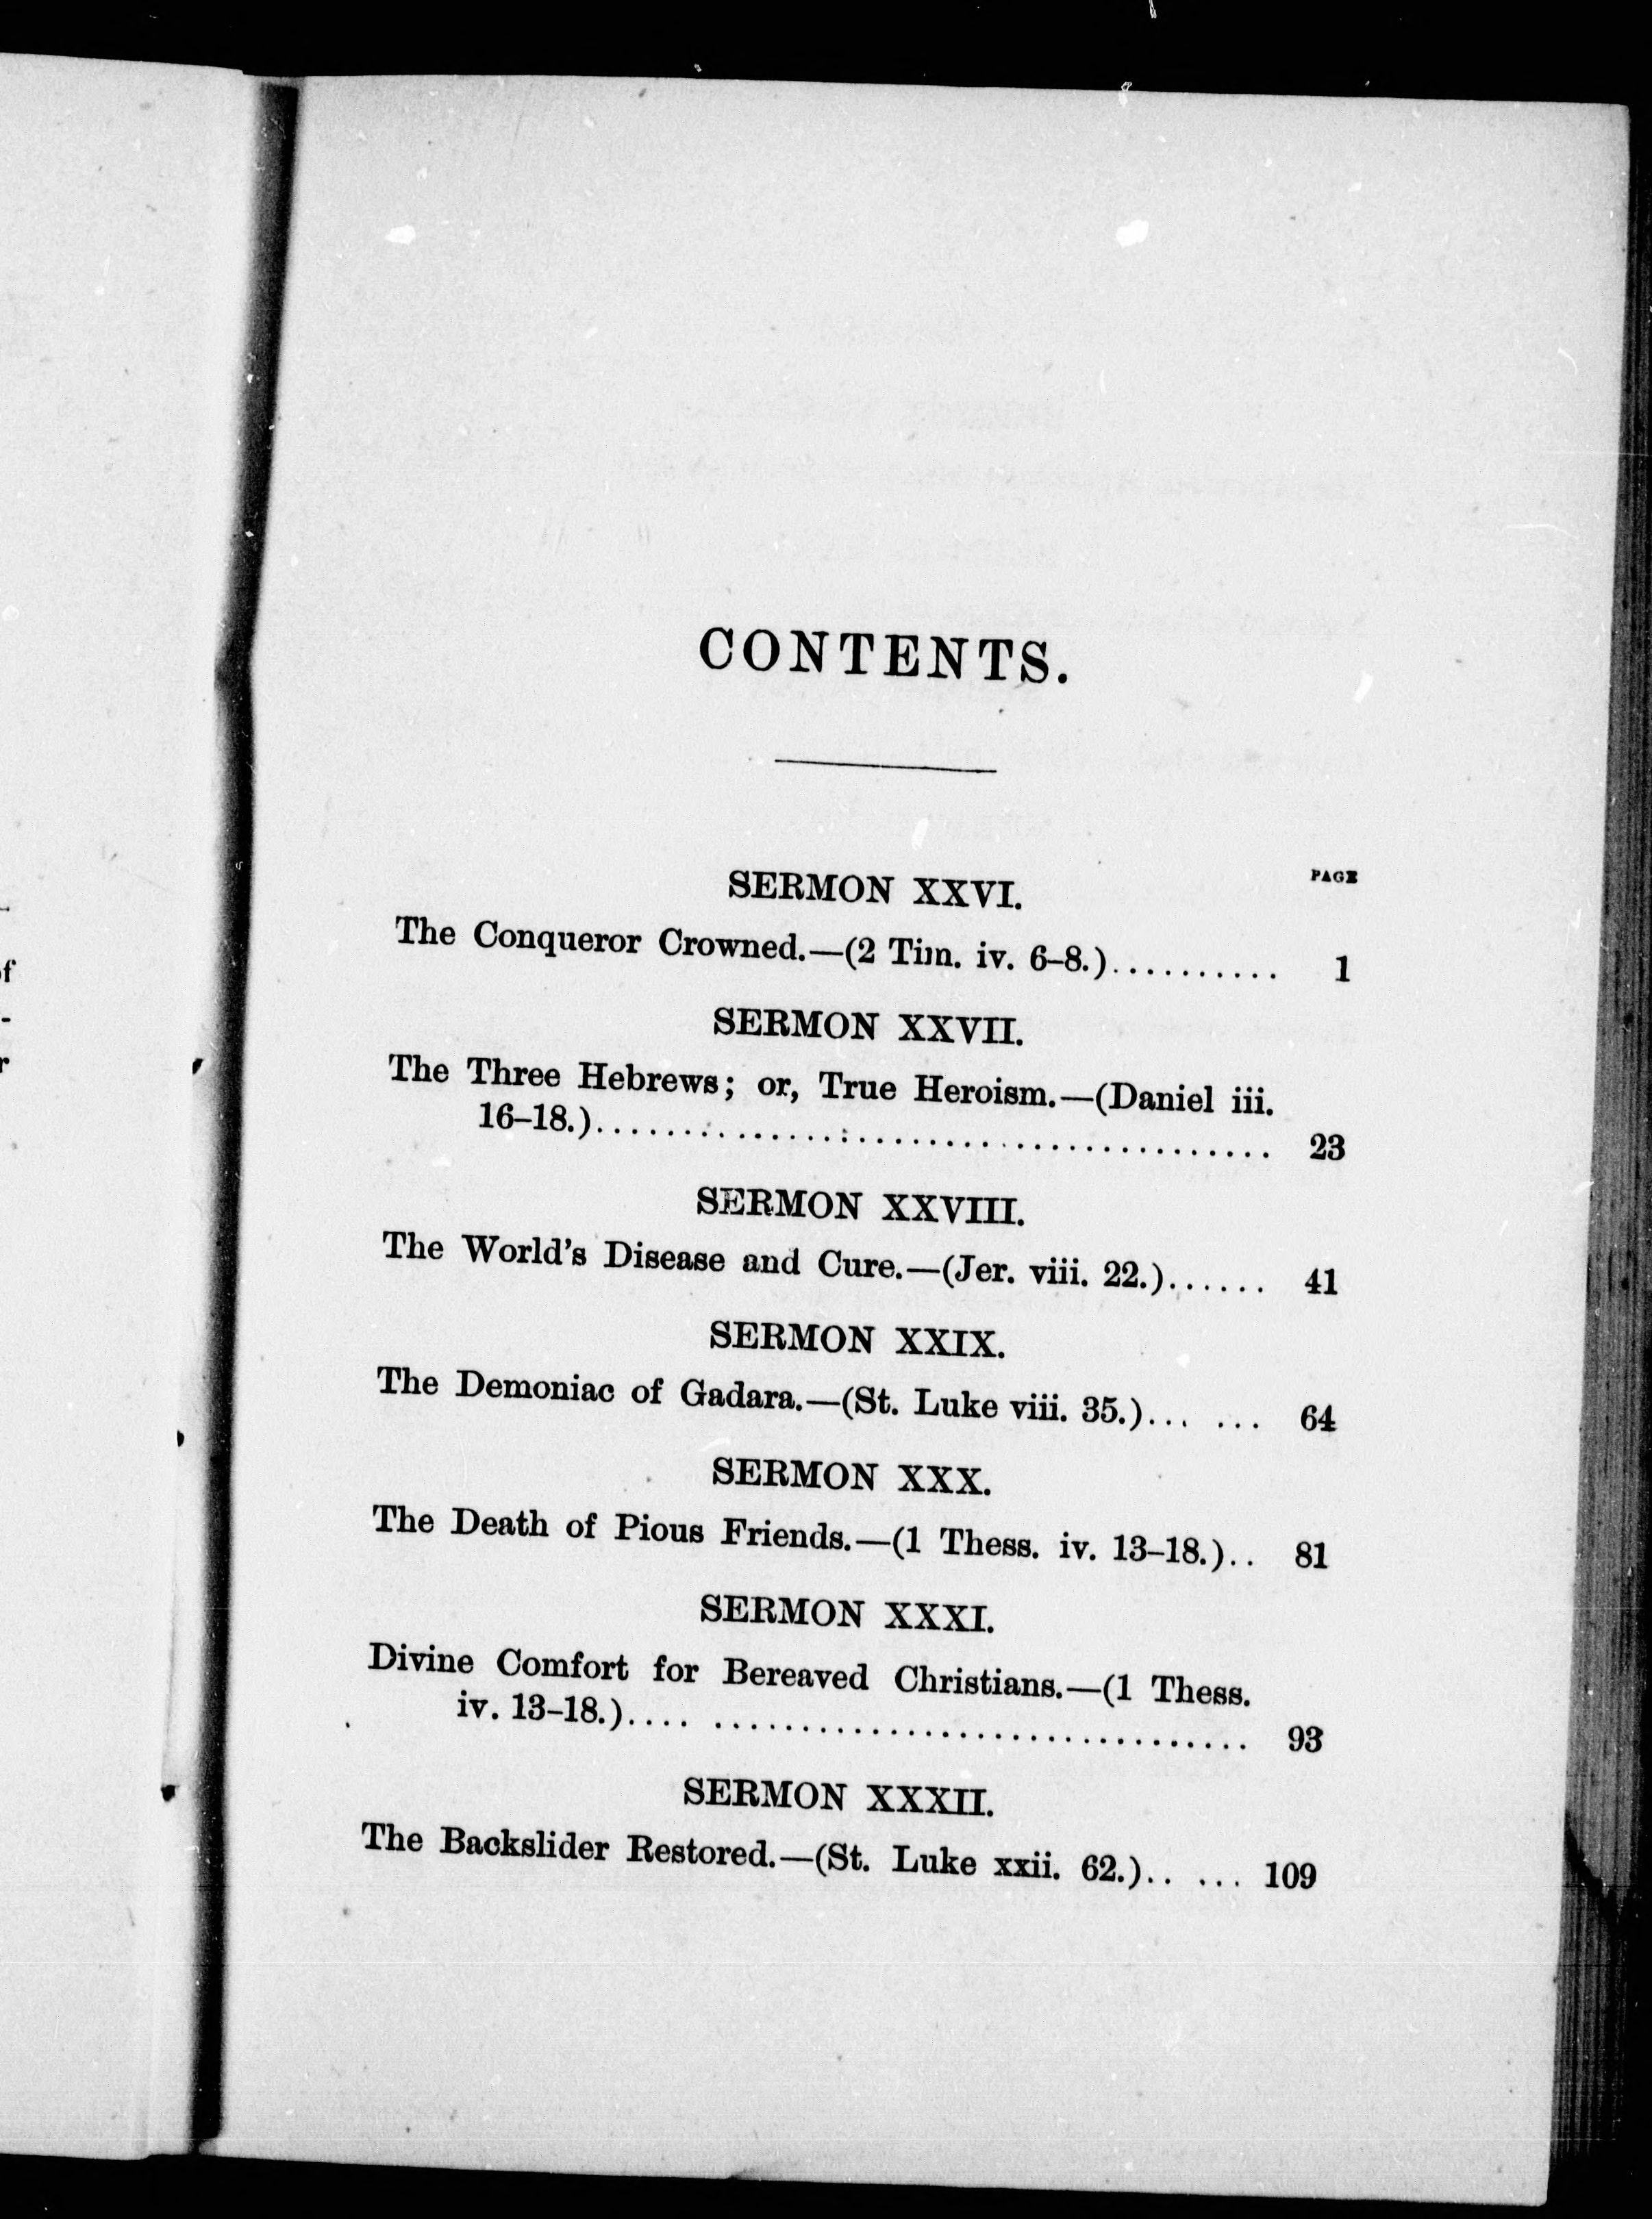 CONTENTS.
PAGE
SERMON XXVI.
The Conqueror Crowned.—(2 Tim. iv. 6–8.).......... 1
SERMON XXVII.
The Three Hebrews; or, True Heroism.—(Daniel iii.
16–18.)........................................ 23
SERMON XXVIII.
The World's Disease and Cure.—(Jer. viii. 22.)...... 41
SERMON XXIX.
The Demoniac of Gadara.—(St. Luke viii. 35.)... ... 64
SERMON XXX.
The Death of Pious Friends.—(1 Thess. iv. 13–18.).. 81
SERMON XXXI.
Divine Comfort for Bereaved Christians.—(1 Thess.
iv. 13–18.).... ................................ 93
SERMON XXXII.
The Backslider Restored.—(St. Luke xxii. 62.).. ... 109